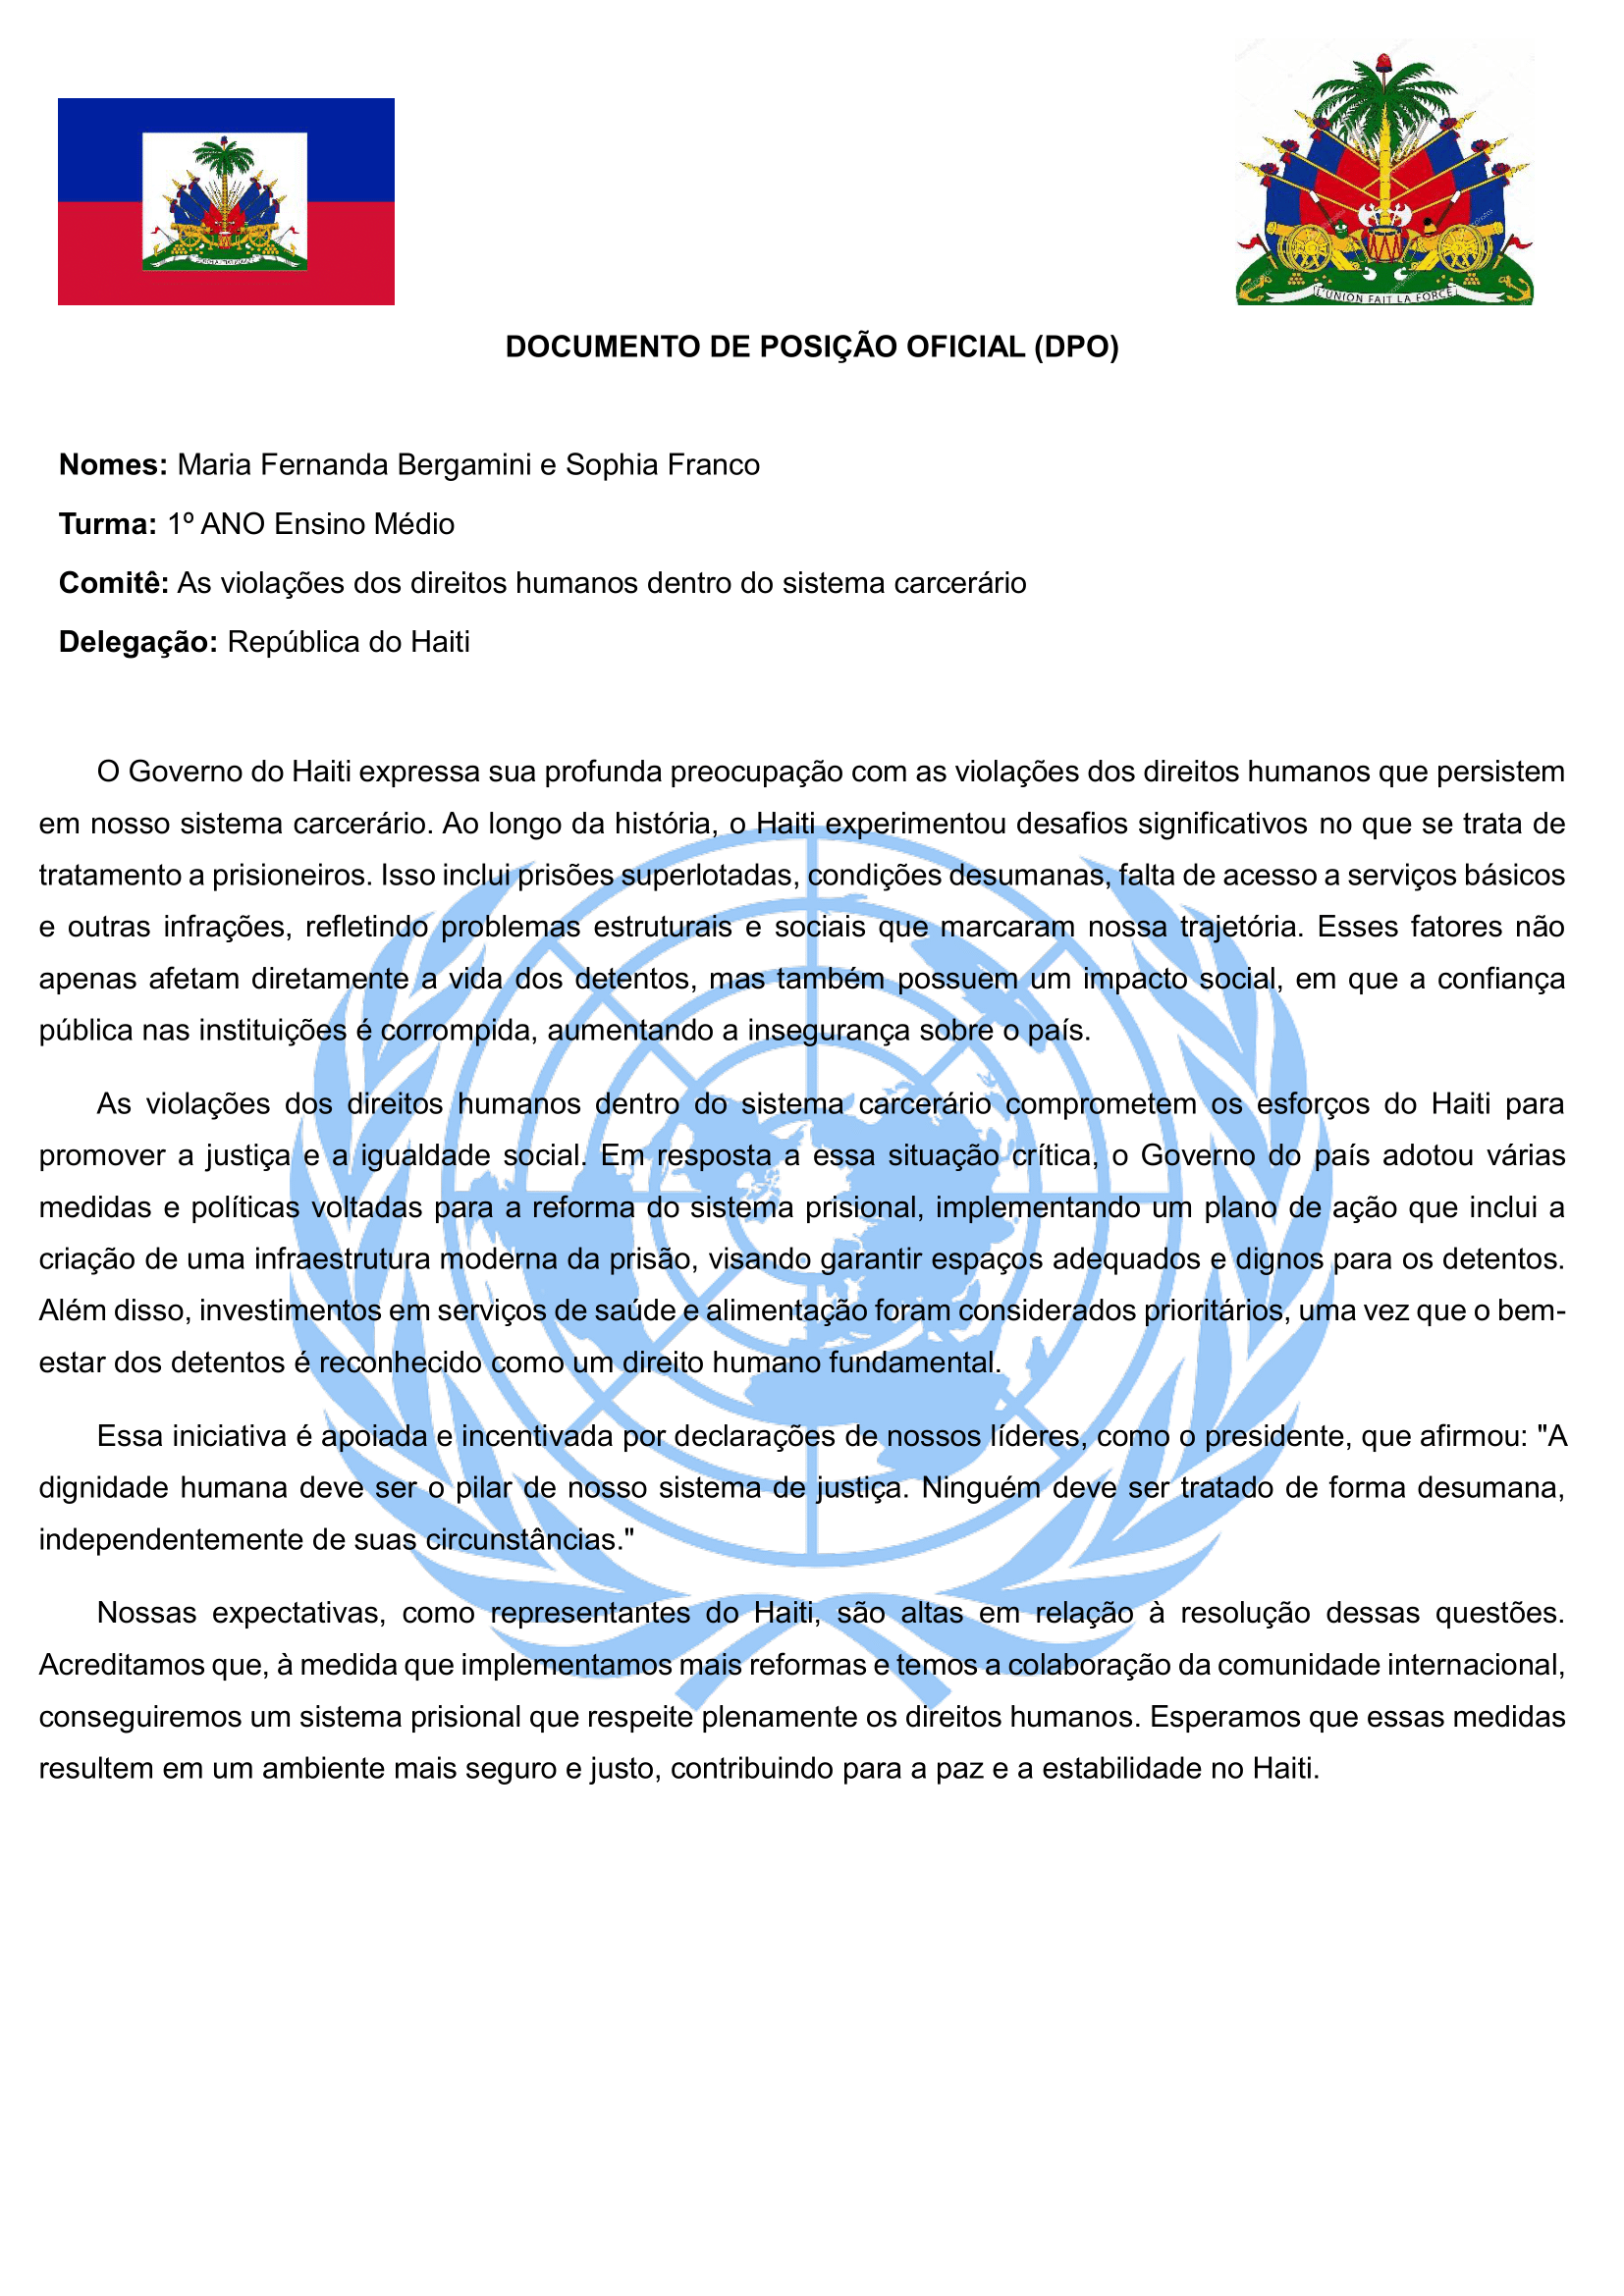 L'UNION FAIT LA FORCE
DOCUMENTO DE POSIÇÃO OFICIAL (DPO)
Nomes: Maria Fernanda Bergamini e Sophia Franco
Turma: 1º ANO Ensino Médio
Comitê: As violações dos direitos humanos dentro do sistema carcerário
Delegação: República do Haiti
O Governo do Haiti expressa sua profunda preocupação com as violações dos direitos humanos que persistem
em nosso sistema carcerário. Ao longo da história, o Haiti experimentou desafios significativos no que se trata de
tratamento a prisioneiros. Isso inclui prisões superlotadas, condições desumanas, falta de acesso a serviços básicos
e outras infrações, refletindo problemas estruturais e sociais que marcaram nossa trajetória. Esses fatores não
apenas afetam diretamente a vida dos detentos, mas também possuem um impacto social, em que a confiança
pública nas instituições é corrompida, aumentando a insegurança sobre o país.
As violações dos direitos humanos dentro do sistema carcerário comprometem os esforços do Haiti para
promover a justiça e a igualdade social. Em resposta a essa situação crítica, o Governo do país adotou várias
medidas e políticas voltadas para a reforma do sistema prisional, implementando um plano de ação que inclui a
criação de uma infraestrutura moderna da prisão, visando garantir espaços adequados e dignos para os detentos.
Além disso, investimentos em serviços de saúde e alimentação foram considerados prioritários, uma vez que o bem-
estar dos detentos é reconhecido como um direito humano fundamental.
Essa iniciativa é apoiada e incentivada por declarações de nossos líderes, como o presidente, que afirmou: "A
dignidade humana deve ser o pilar de nosso sistema de justiça. Ninguém deve ser tratado de forma desumana,
independentemente de suas circunstâncias."
Nossas expectativas, como representantes do Haiti, são altas em relação à resolução dessas questões.
Acreditamos que, à medida que implementamos mais reformas e temos a colaboração da comunidade internacional,
conseguiremos um sistema prisional que respeite plenamente os direitos humanos. Esperamos que essas medidas
resultem em um ambiente mais seguro e justo, contribuindo para a paz e a estabilidade no Haiti.